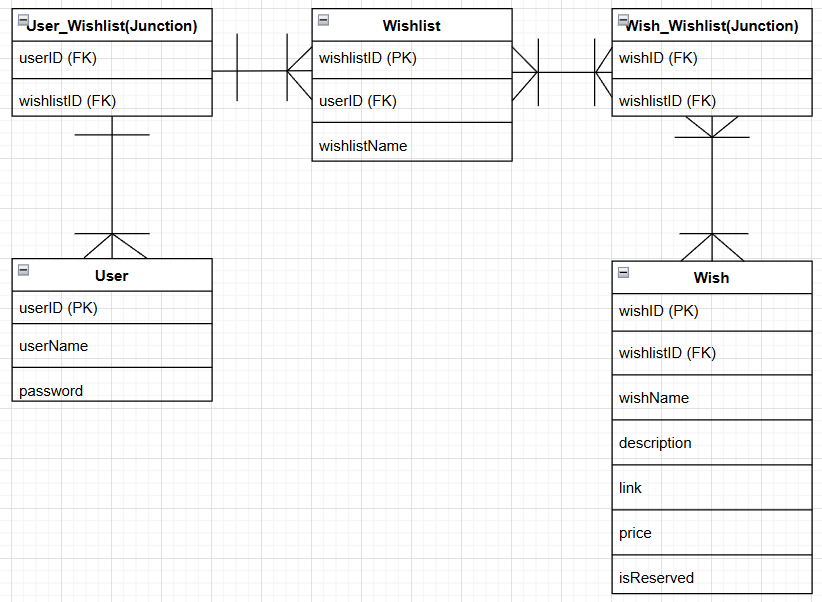 User_Wishlist(Junction)
userID (FK)
wishlistID (FK)
Wishlist
wishlistID (PK)
userID (FK)
wishlistName
Wish_Wishlist(Junction)
wishID (FK)
wishlistID (FK)
User
userID (PK)
userName
password
Wish
wishID (PK)
wishlistID (FK)
wishName
description
link
price
isReserved